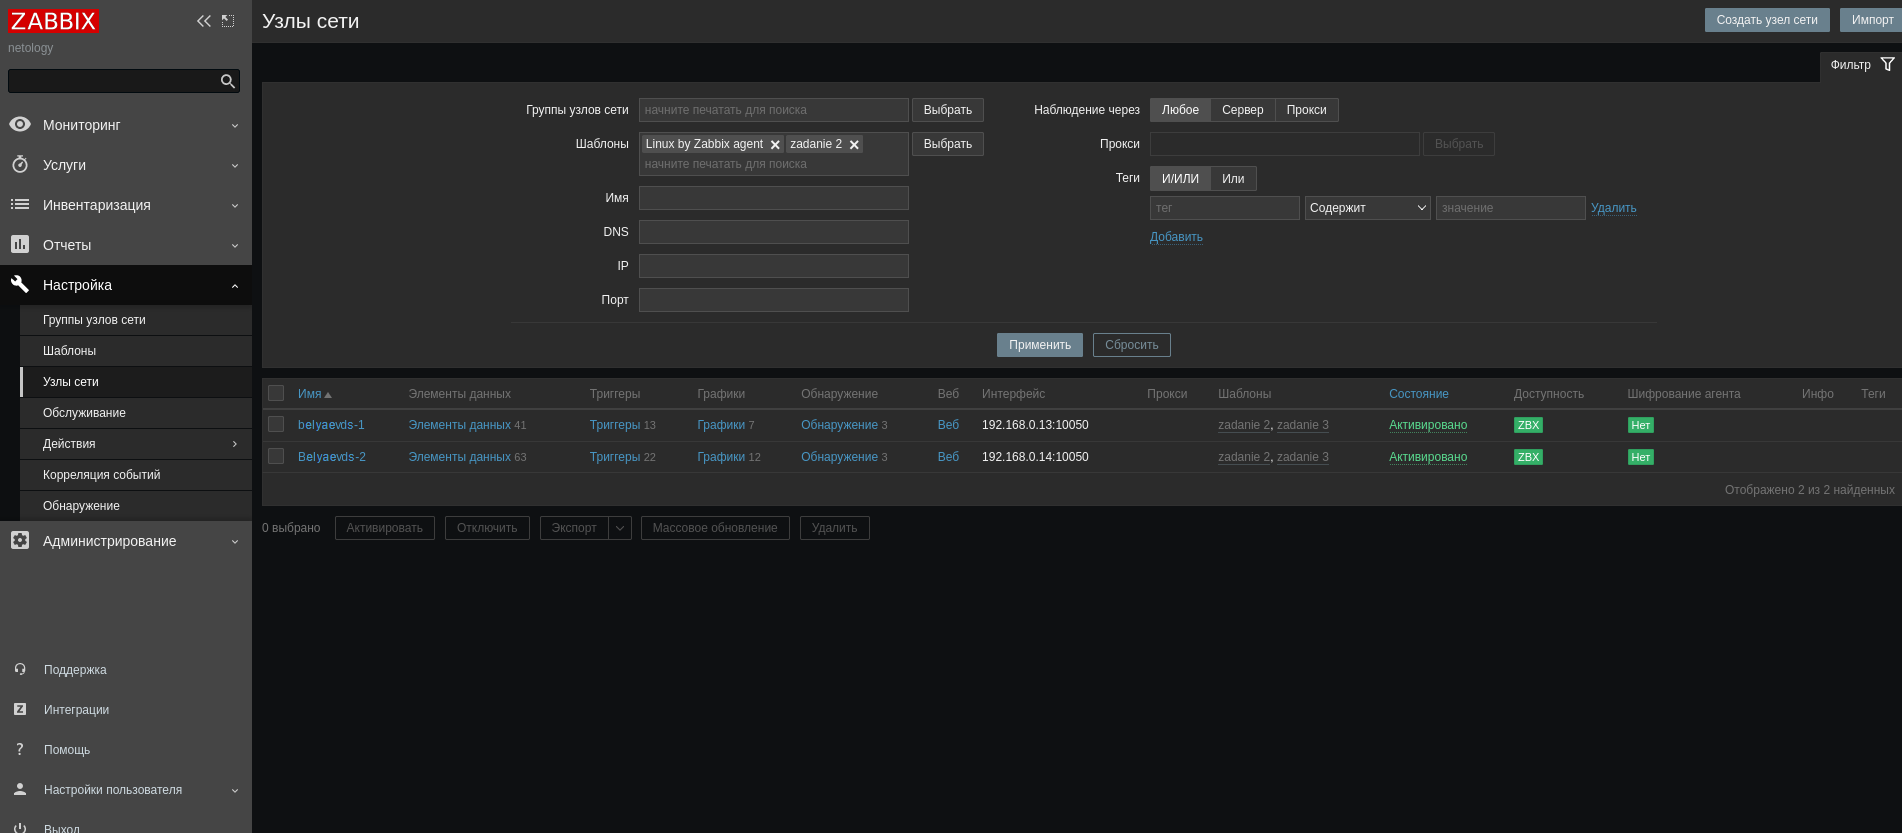 ZABBIX
netology
Мониторинг
Услуги
Инвентаризация
Отчеты
Настройка
Группы узлов сети
Шаблоны
Узлы сети
Обслуживание
Действия
Корреляция событий
Обнаружение
Администрирование
Поддержка
Интеграции
Помощь
Настройки пользователя
Выход
Узлы сети
Создать узел сети Импорт
Фильтр
Группы узлов сети начните печатать для поиска Выбрать
Шаблоны Linux by Zabbix agent zadanie 2 Выбрать
начните печатать для поиска
Имя
DNS
IP
Порт
Наблюдение через Любое Сервер Прокси
Прокси Выбрать
Теги И/ИЛИ Или
тег Содержит значение Удалить
Добавить
Применить Сбросить
Имя Элементы данных Триггеры Графики Обнаружение Веб Интерфейс Прокси Шаблоны Состояние Доступность Шифрование агента Инфо Теги
belyaevds-1 Элементы данных 41 Триггеры 13 Графики 7 Обнаружение 3 Веб 192.168.0.13:10050 zadanie 2, zadanie 3 Активировано ZBX Нет
Belyaevds-2 Элементы данных 63 Триггеры 22 Графики 12 Обнаружение 3 Веб 192.168.0.14:10050 zadanie 2, zadanie 3 Активировано ZBX Нет
Отображено 2 из 2 найденных
0 выбрано Активировать Отключить Экспорт Массовое обновление Удалить